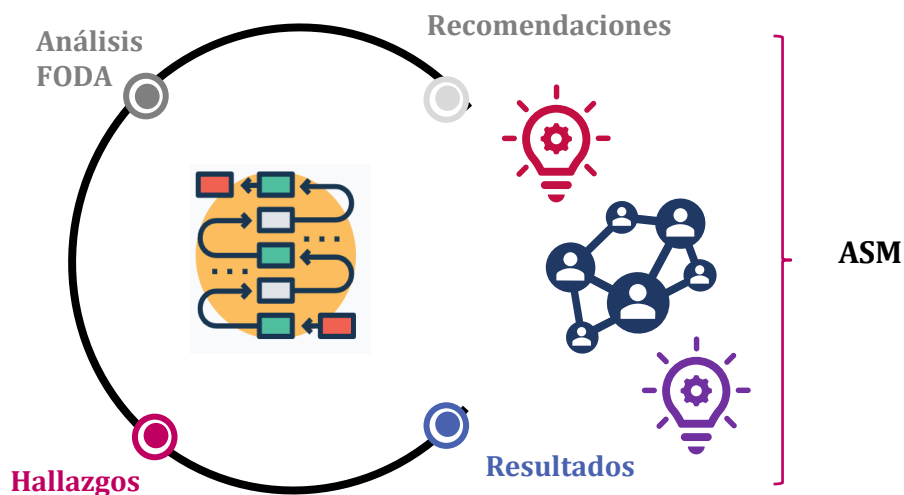 Recomendaciones
Análisis
FODA
ASM
Resultados
Hallazgos